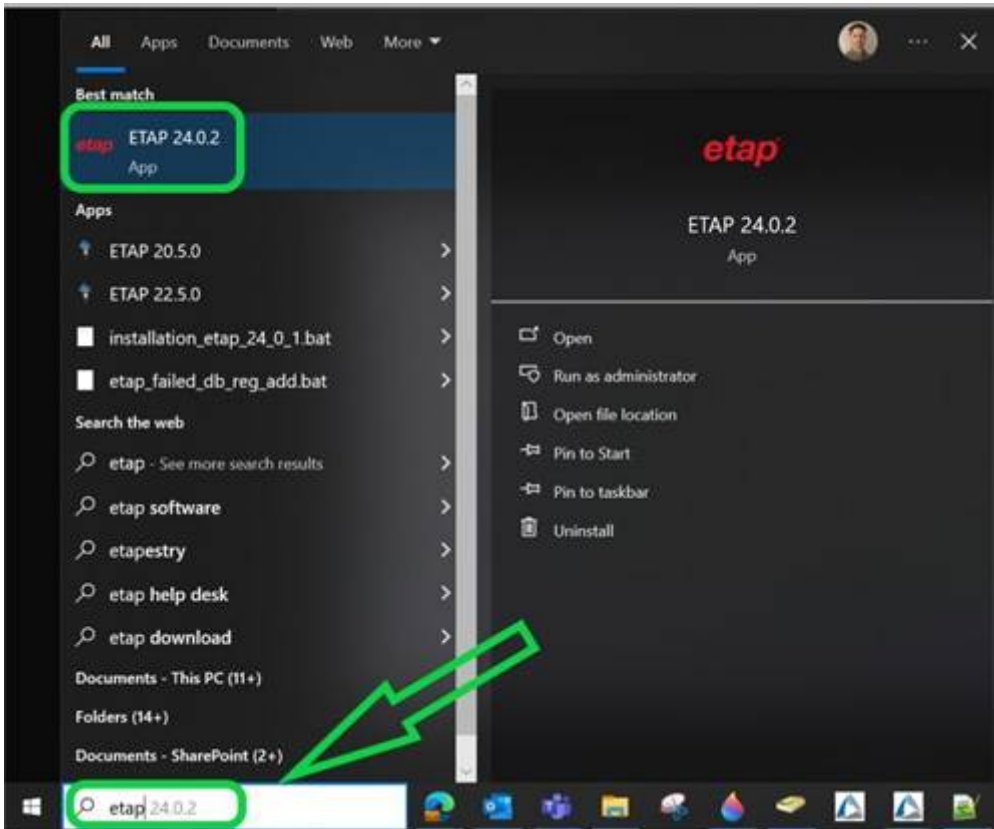 All Apps Documents Web More
Best match
etap
ETAP 24.0.2
App
Apps
ETAP 20.5.0
ETAP 22.5.0
installation_etap_24_0_1.bat
etap_failed_db_reg_add.bat
Search the web
etap - See more search results
etap software
etapestry
etap help desk
etap download
Documents - This PC (11+)
Folders (14+)
Documents - SharePoint (2+)
etap 24.0.2
etap
ETAP 24.0.2
App
Open
Run as administrator
Open file location
Pin to Start
Pin to taskbar
Uninstall